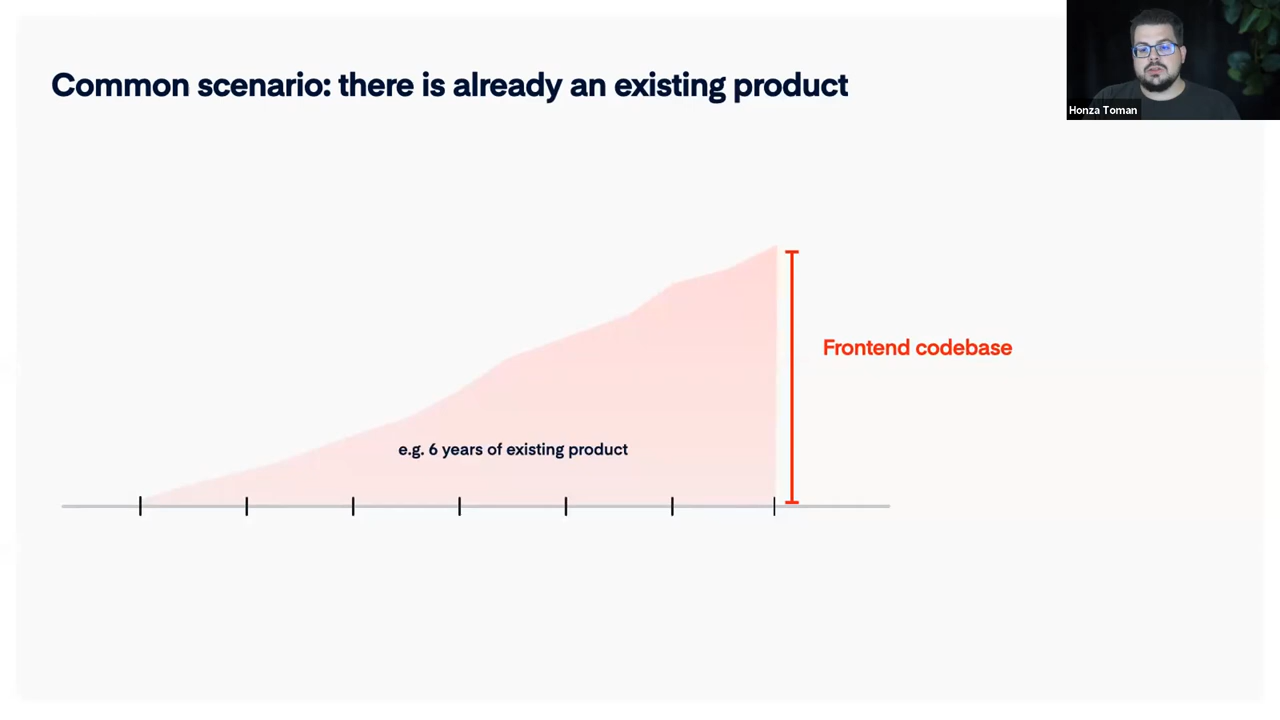 Common scenario: there is already an existing product
Honza Toman
Frontend codebase
e.g. 6 years of existing product